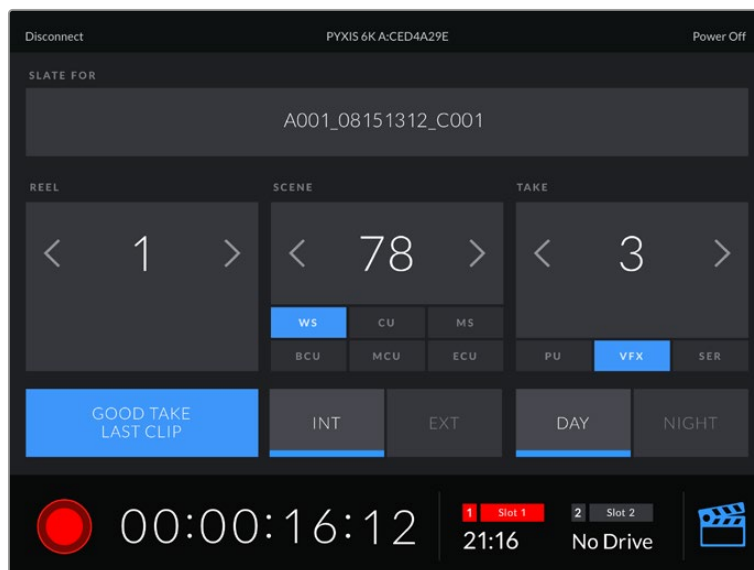 Disconnect PYXIS 6K A:CED4A29E Power Off
SLATE FOR
A001_08151312_C001
REEL SCENE TAKE
1 78 3
WS CU MS
BCU MCU ECU PU VFX SER
GOOD TAKE
LAST CLIP
INT EXT DAY NIGHT
00:00:16:12
1 Slot 1 2 Slot 2
21:16 No Drive